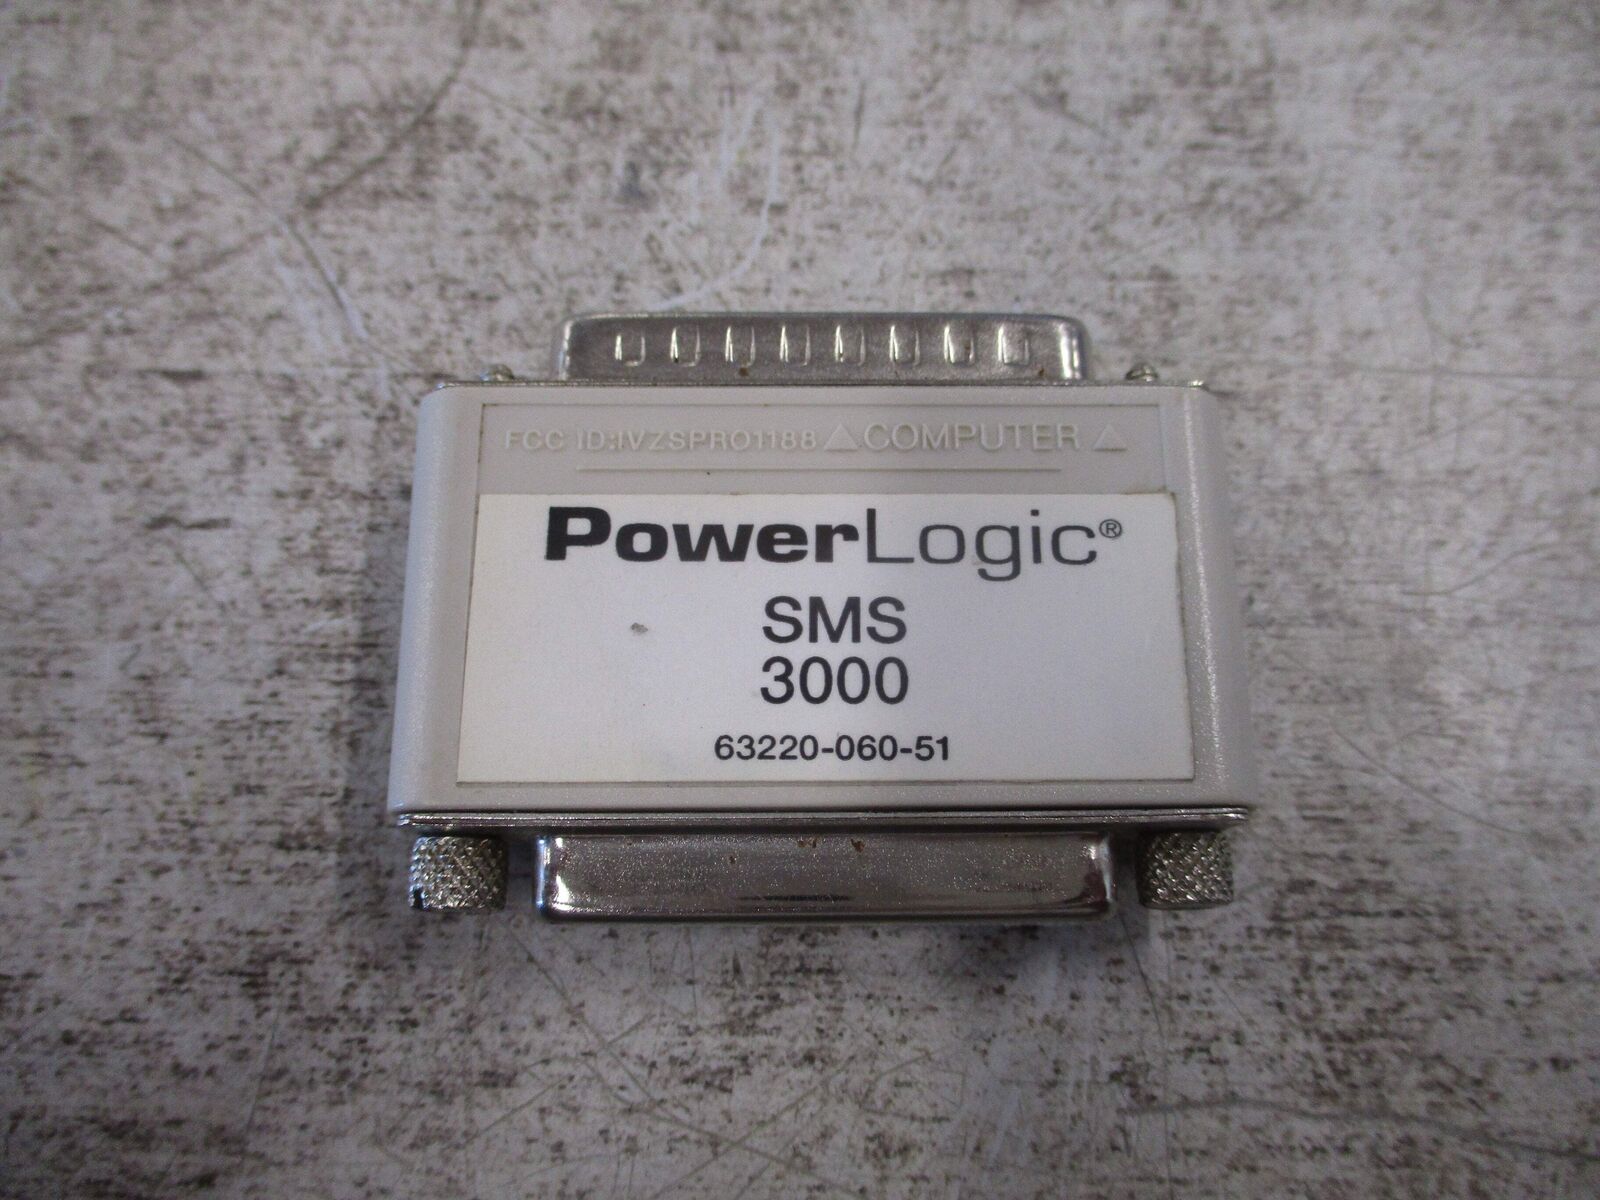 FCC ID:IVZSPRO1188 △COMPUTER △
PowerLogic®
SMS
3000
63220-060-51